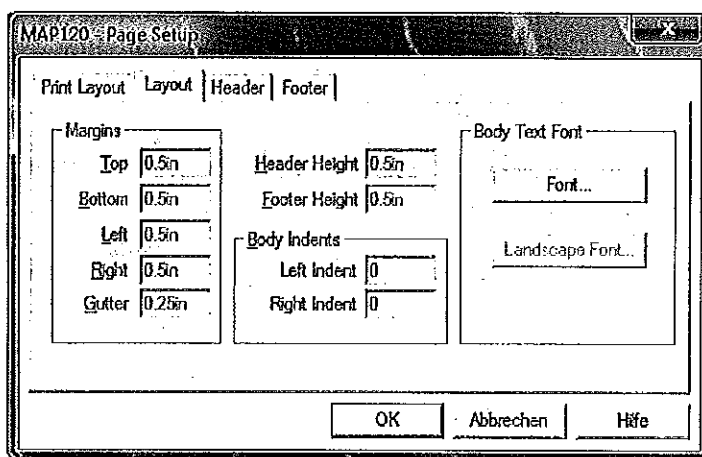 MAP120 - Page Setup
Print Layout Layout Header Footer
Margins
Top 0.5in
Bottom 0.5in
Left 0.5in
Right 0.5in
Gutter 0.25in
Header Height 0.5in
Footer Height 0.5in
Body Indents
Left Indent 0
Right Indent 0
Body Text Font
Font...
Landscape Font...
OK Abbrechen Hilfe